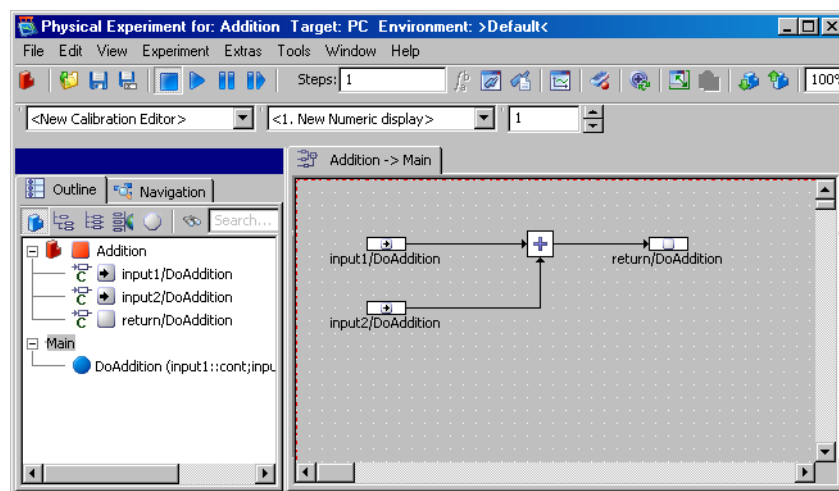 Physical Experiment for: Addition Target: PC Environment: >Default<
File Edit View Experiment Extras Tools Window Help
Steps: 1
100%
<New Calibration Editor> <1. New Numeric display> 1
Addition -> Main
Outline Navigation
Search...
Addition
input1/DoAddition
input2/DoAddition
return/DoAddition
Main
DoAddition (input1::cont;inpu
input1/DoAddition return/DoAddition
input2/DoAddition